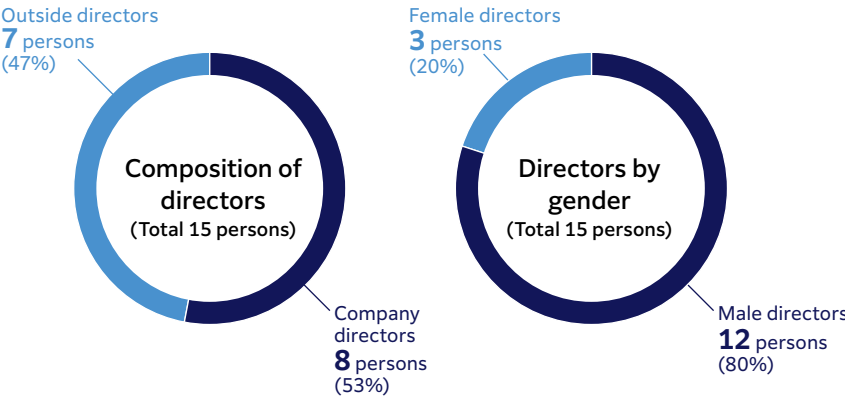 Outside directors
7 persons
(47%)
Composition of
directors
(Total 15 persons)
Company
directors
8 persons
(53%)
Female directors
3 persons
(20%)
Directors by
gender
(Total 15 persons)
Male directors
12 persons
(80%)